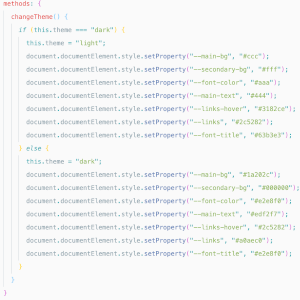 methods: {
changeTheme() {
if (this.theme === "dark") {
this.theme = "light";
document.documentElement.style.setProperty("--main-bg", "#ccc");
document.documentElement.style.setProperty("--secondary-bg", "#fff");
document.documentElement.style.setProperty("--font-color", "#aaa");
document.documentElement.style.setProperty("--main-text", "#444");
document.documentElement.style.setProperty("--links-hover", "#3182ce");
document.documentElement.style.setProperty("--links", "#2c5282");
document.documentElement.style.setProperty("--font-title", "#63b3e3");
} else {
this.theme = "dark";
document.documentElement.style.setProperty("--main-bg", "#1a202c");
document.documentElement.style.setProperty("--secondary-bg", "#000000");
document.documentElement.style.setProperty("--font-color", "#e2e8f0");
document.documentElement.style.setProperty("--main-text", "#edf2f7");
document.documentElement.style.setProperty("--links-hover", "#2c5282");
document.documentElement.style.setProperty("--links", "#a0aec0");
document.documentElement.style.setProperty("--font-title", "#e2e8f0");
}
}
}